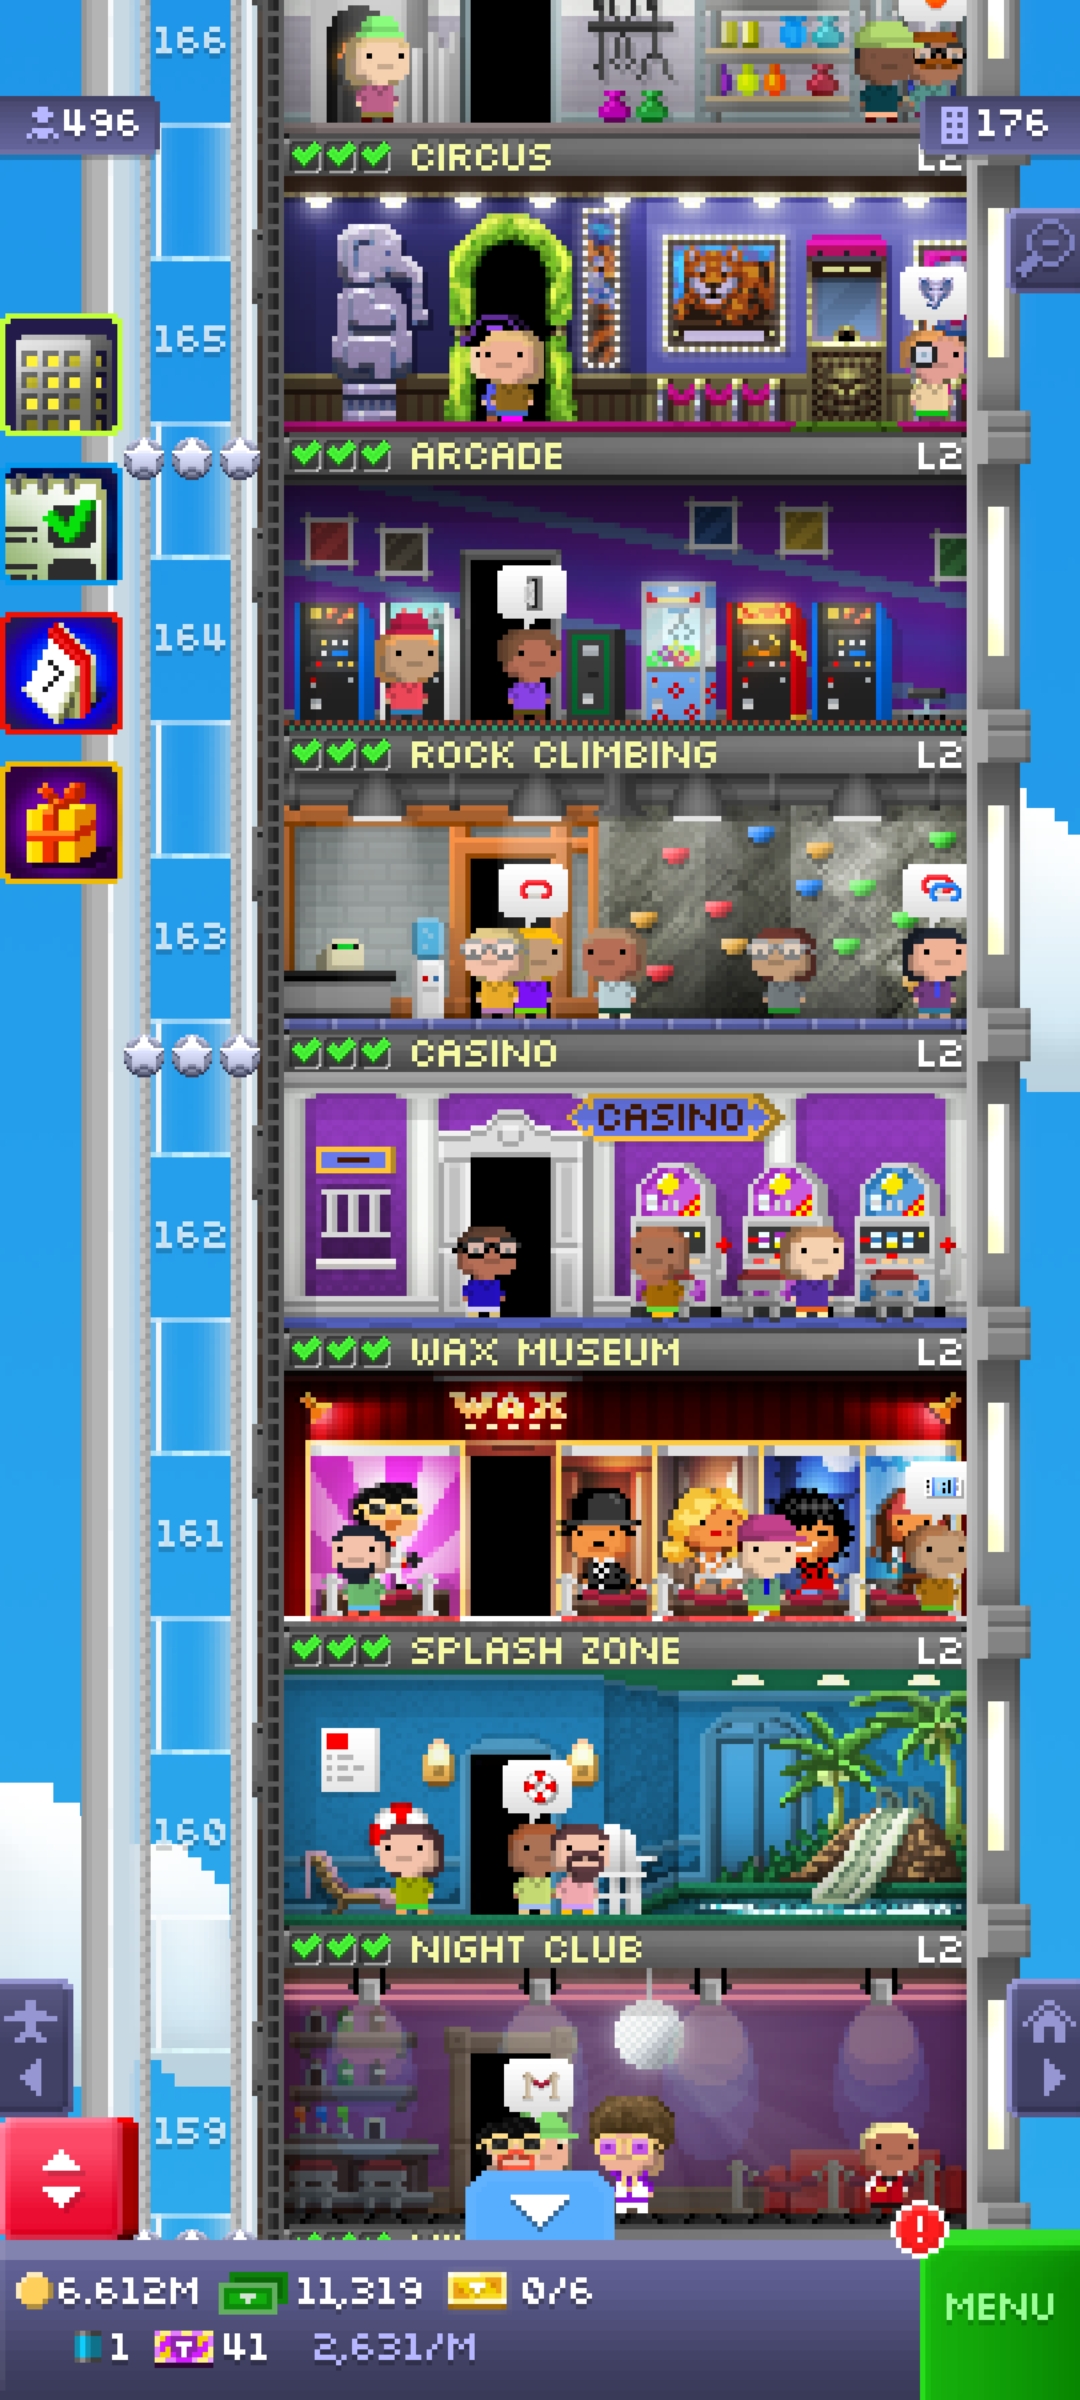 166
496
176
CIRCUS
L2
165
ARCADE
L2
164
ROCK CLIMBING
L2
163
CASINO
L2
CASINO
162
WAX MUSEUM
L2
WAX
161
SPLASH ZONE
L2
160
NIGHT CLUB
L2
159
6.612M
11,319
0/6
MENU
1
T
41
2,631/M